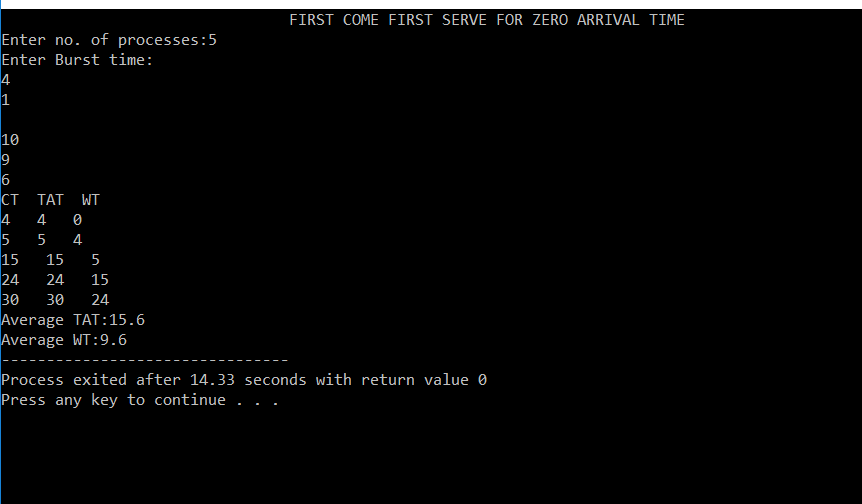 FIRST COME FIRST SERVE FOR ZERO ARRIVAL TIME
Enter no. of processes:5
Enter Burst time:
4
1
10
9
6
CT  TAT  WT
4   4   0
5   5   4
15   15   5
24   24   15
30   30   24
Average TAT:15.6
Average WT:9.6
--------------------------------
Process exited after 14.33 seconds with return value 0
Press any key to continue . . .